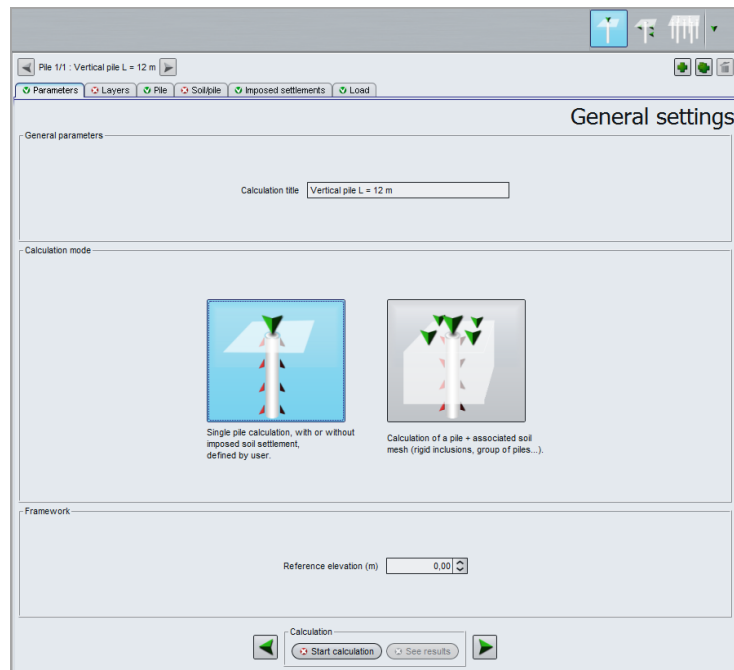 Pile 1/1 : Vertical pile L = 12 m
Parameters Layers Pile Soil/pile Imposed settlements Load
General settings
General parameters
Calculation title Vertical pile L = 12 m
Calculation mode
Single pile calculation, with or without
imposed soil settlement,
defined by user.
Calculation of a pile + associated soil
mesh (rigid inclusions, group of piles...).
Framework
Reference elevation (m) 0,00
Calculation
Start calculation See results